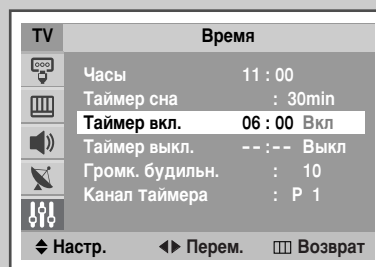 TV Время
Часы 11 : 00
Таймер сна : 30min
Таймер вкл. 06 : 00 Вкл
Таймер выкл. - - : - - Выкл
Громк. будильн. : 10
Канал таймера : P 1
Настр. Перем. Возврат